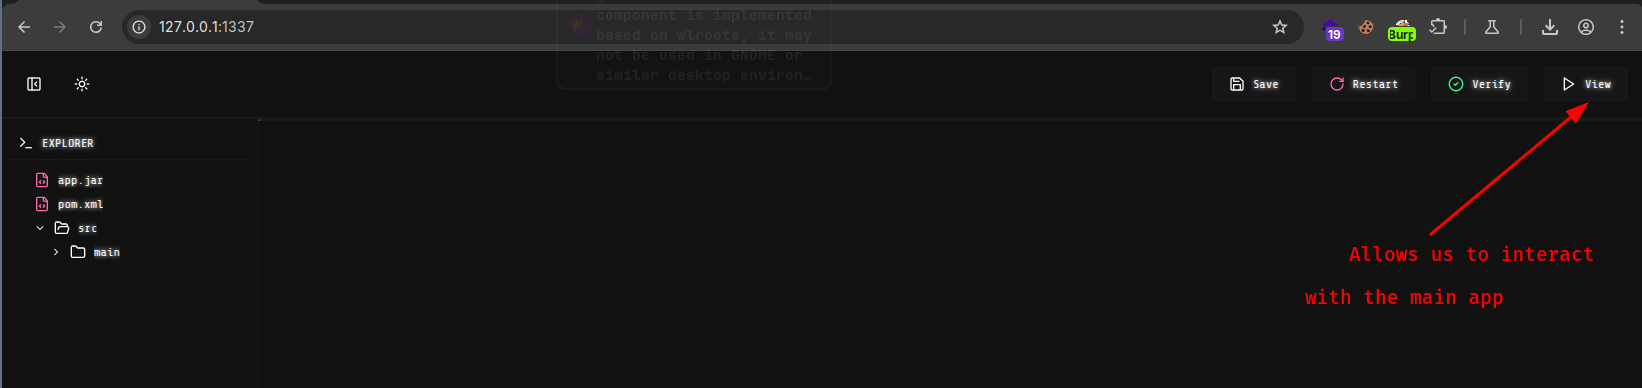 component is implemented
127.0.0.1:1337
19
Burp
based on wlroots, it may
not be used in GNOME or
similar desktop environ…
Save
Restart
Verify
View
EXPLORER
app.jar
pom.xml
src
main
Allows us to interact
with the main app